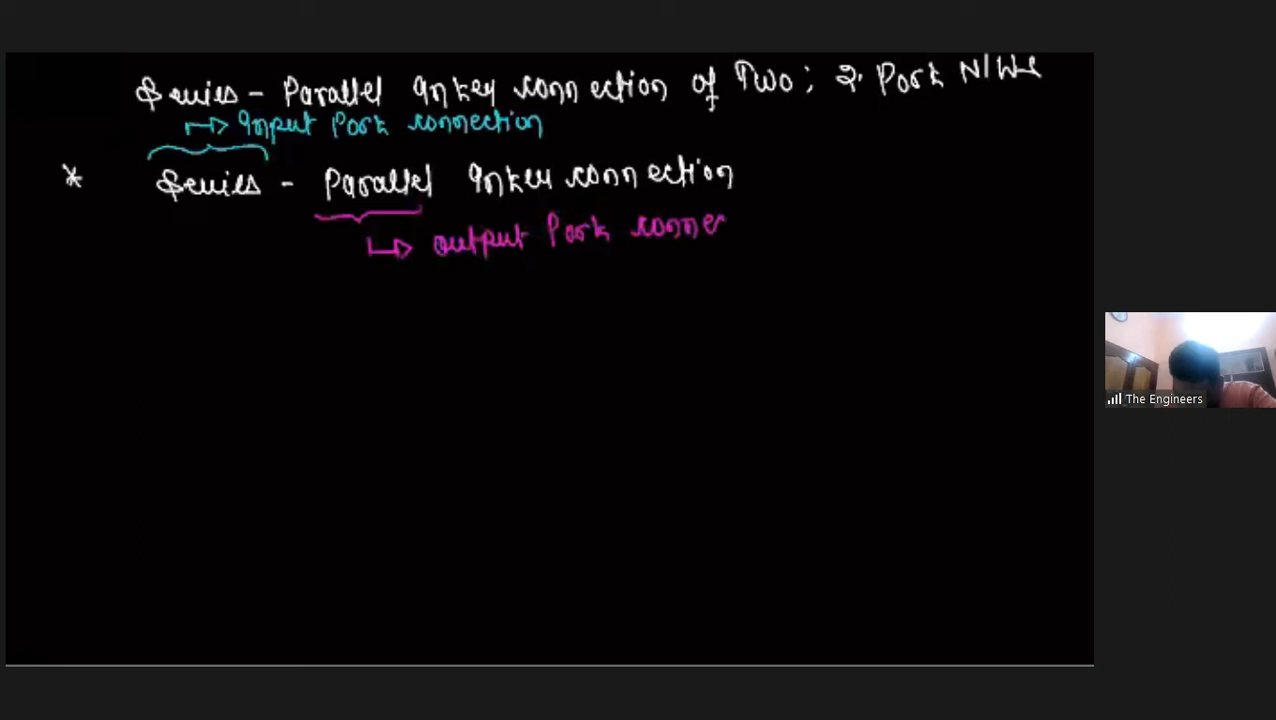 Series - Parallel Inter connection of Two ; 2. Port N/Ws
↳ Input Port connection
* Series - Parallel Inter connection
↳ output Port connec
The Engineers